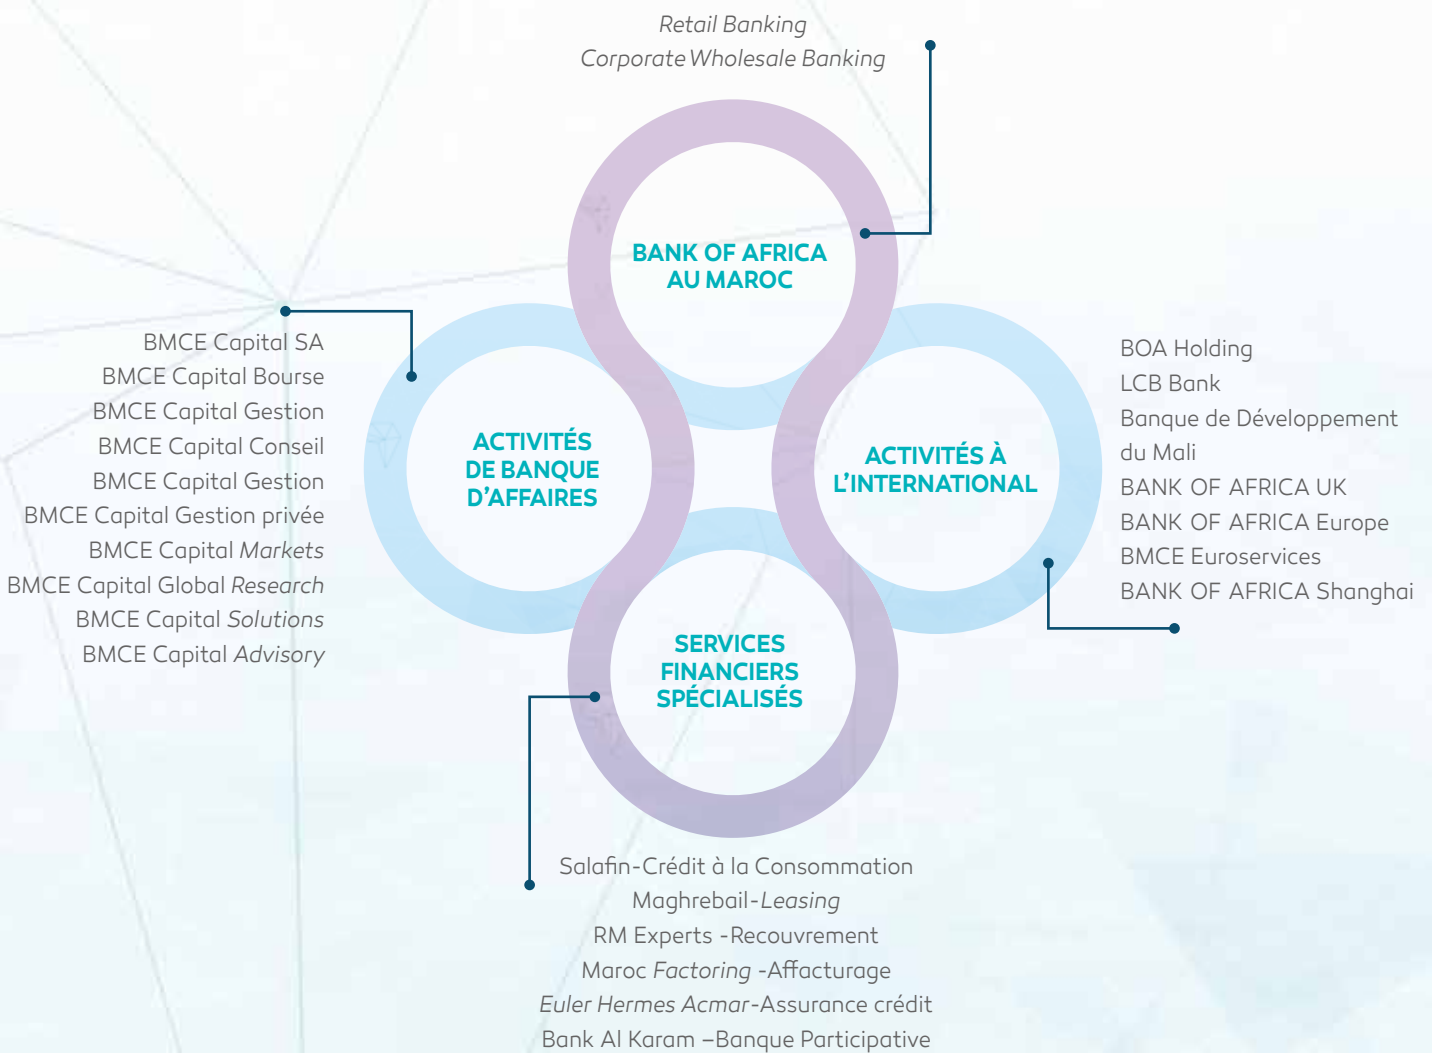 Retail Banking
Corporate Wholesale Banking
BANK OF AFRICA
AU MAROC
BMCE Capital SA
BMCE Capital Bourse
BMCE Capital Gestion
BMCE Capital Conseil
BMCE Capital Gestion
BMCE Capital Gestion privée
BMCE Capital Markets
BMCE Capital Global Research
BMCE Capital Solutions
BMCE Capital Advisory
ACTIVITÉS
DE BANQUE
D’AFFAIRES
ACTIVITÉS À
L’INTERNATIONAL
BOA Holding
LCB Bank
Banque de Développement
du Mali
BANK OF AFRICA UK
BANK OF AFRICA Europe
BMCE Euroservices
BANK OF AFRICA Shanghai
SERVICES
FINANCIERS
SPÉCIALISÉS
Salafin-Crédit à la Consommation
Maghrebail-Leasing
RM Experts -Recouvrement
Maroc Factoring -Affacturage
Euler Hermes Acmar-Assurance crédit
Bank Al Karam –Banque Participative